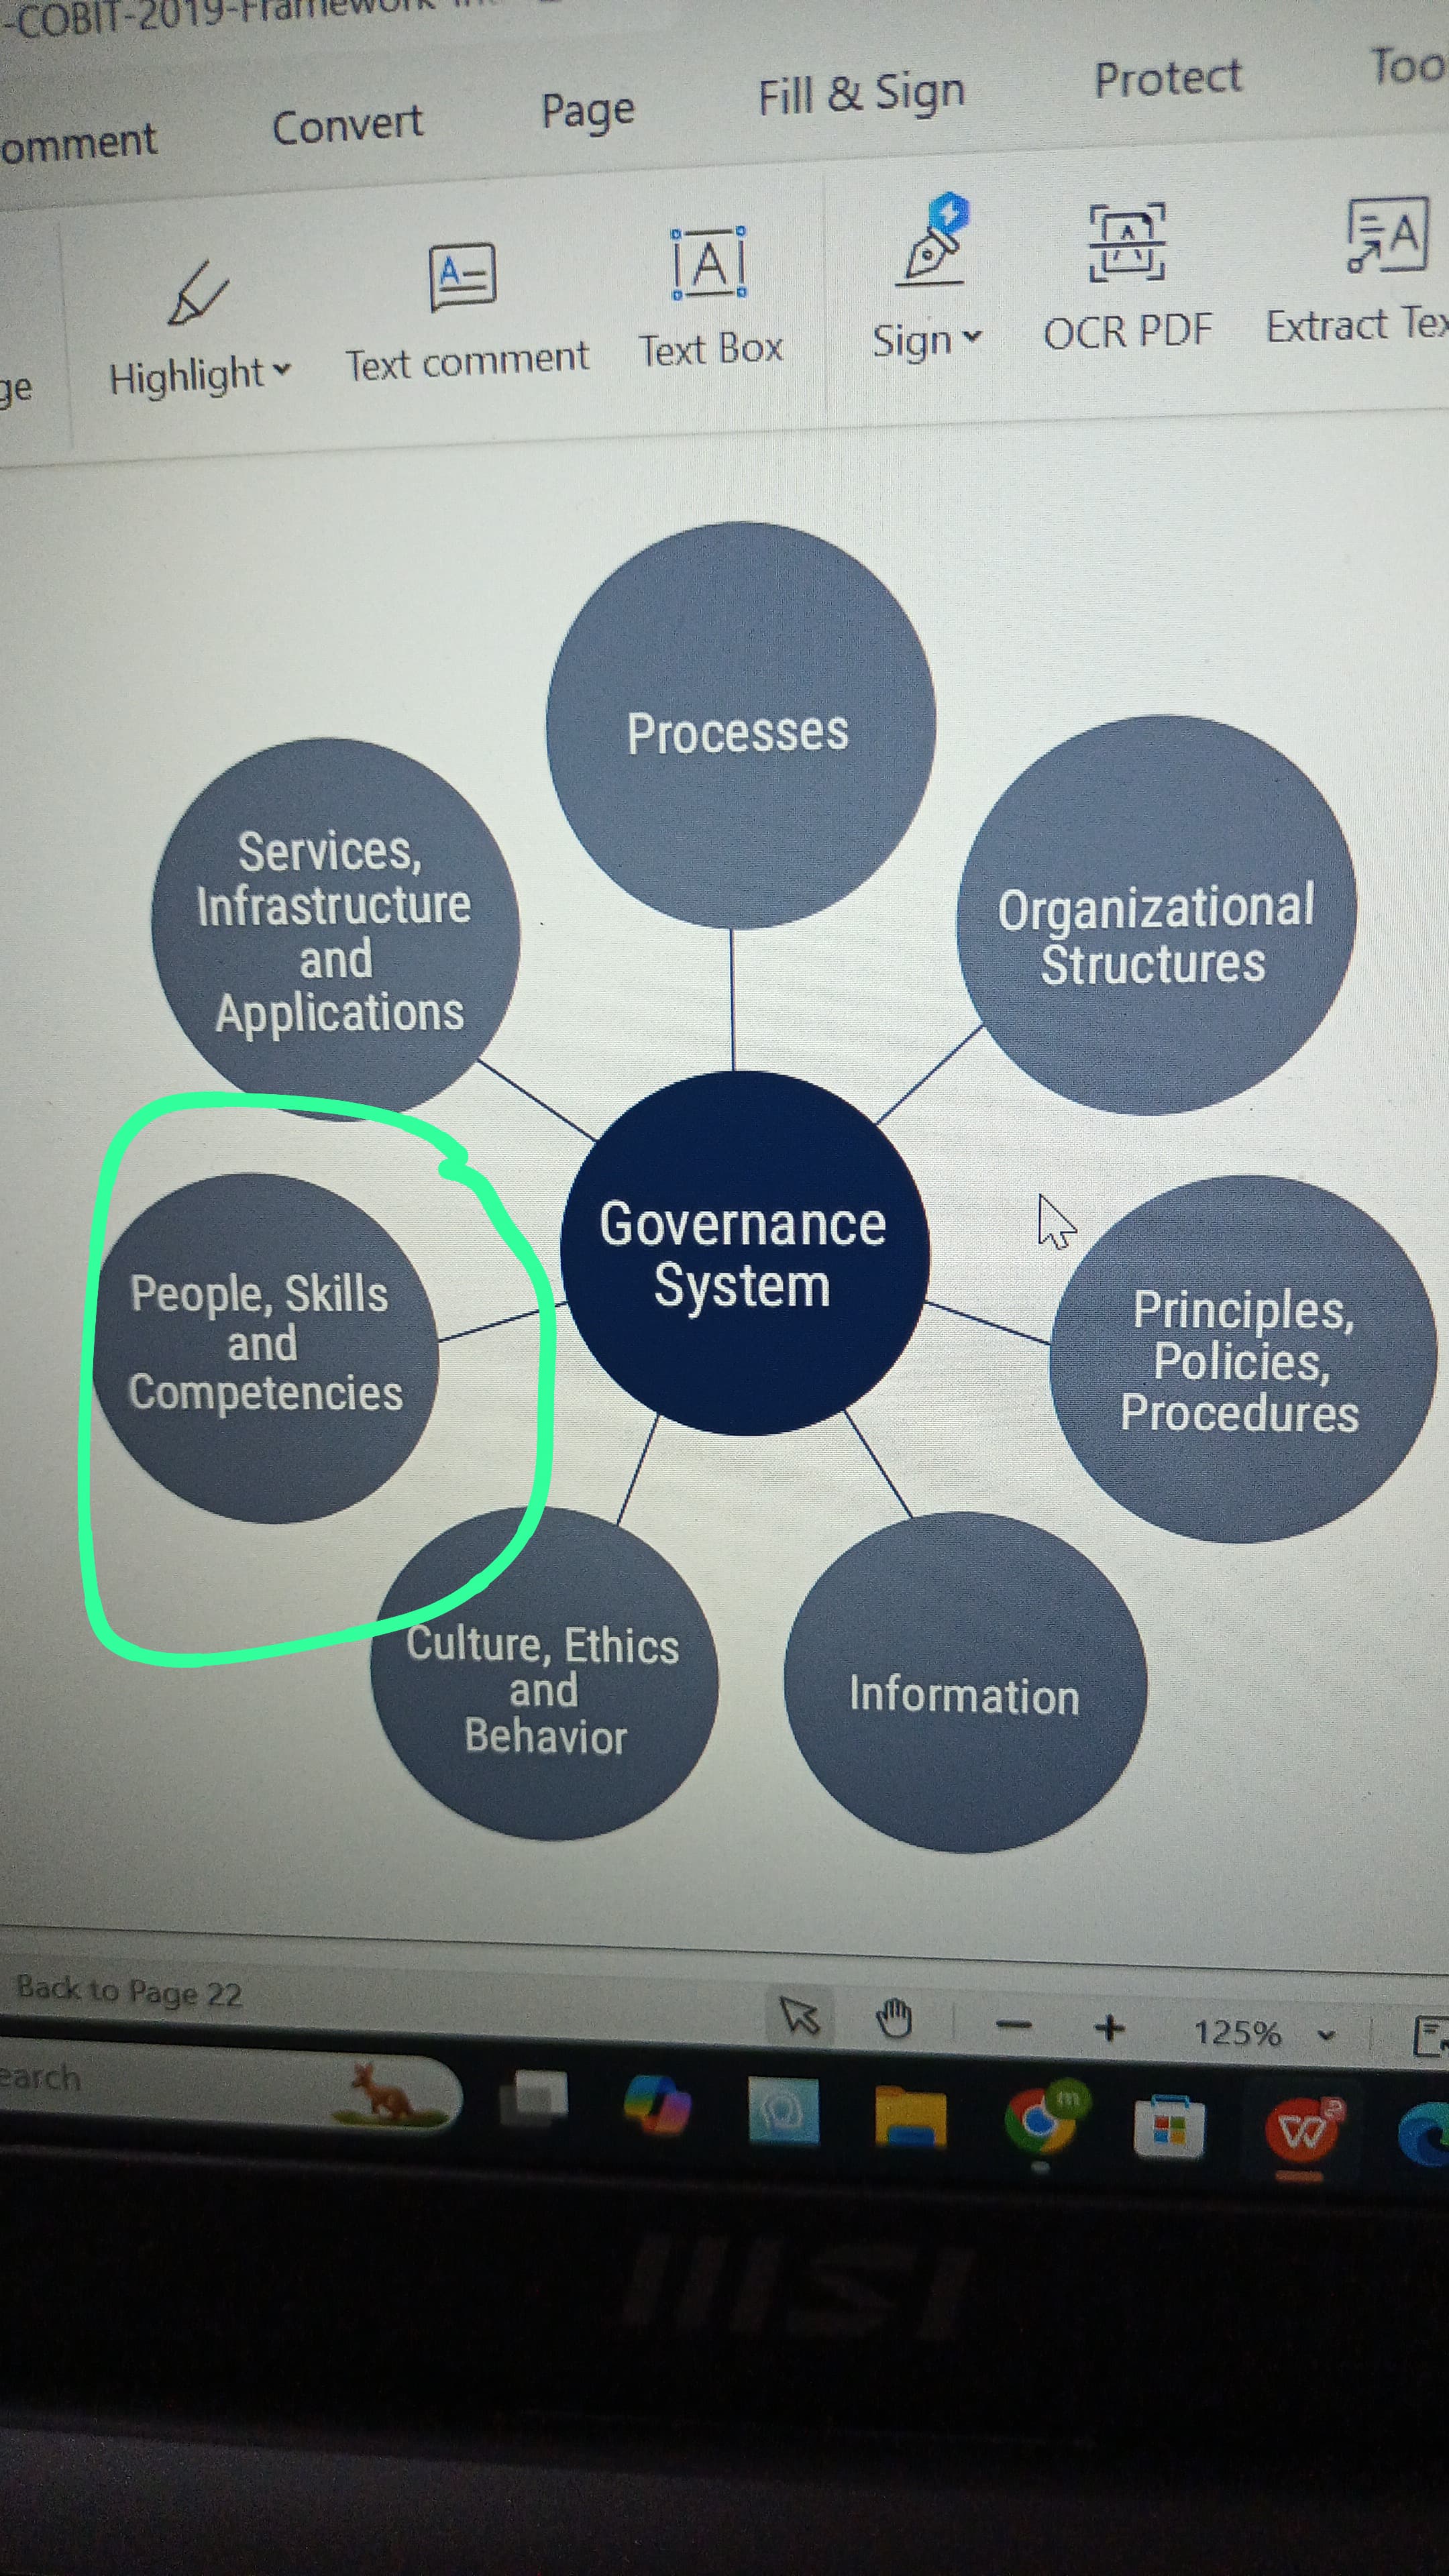 -COBIT-2019-Framework
omment Convert Page Fill & Sign Protect Too
ge Highlight Text comment Text Box Sign OCR PDF Extract Tex
Processes
Services,
Infrastructure
and
Applications
Organizational
Structures
Governance
System
People, Skills
and
Competencies
Principles,
Policies,
Procedures
Culture, Ethics
and
Behavior
Information
Back to Page 22
125%
earch
msi